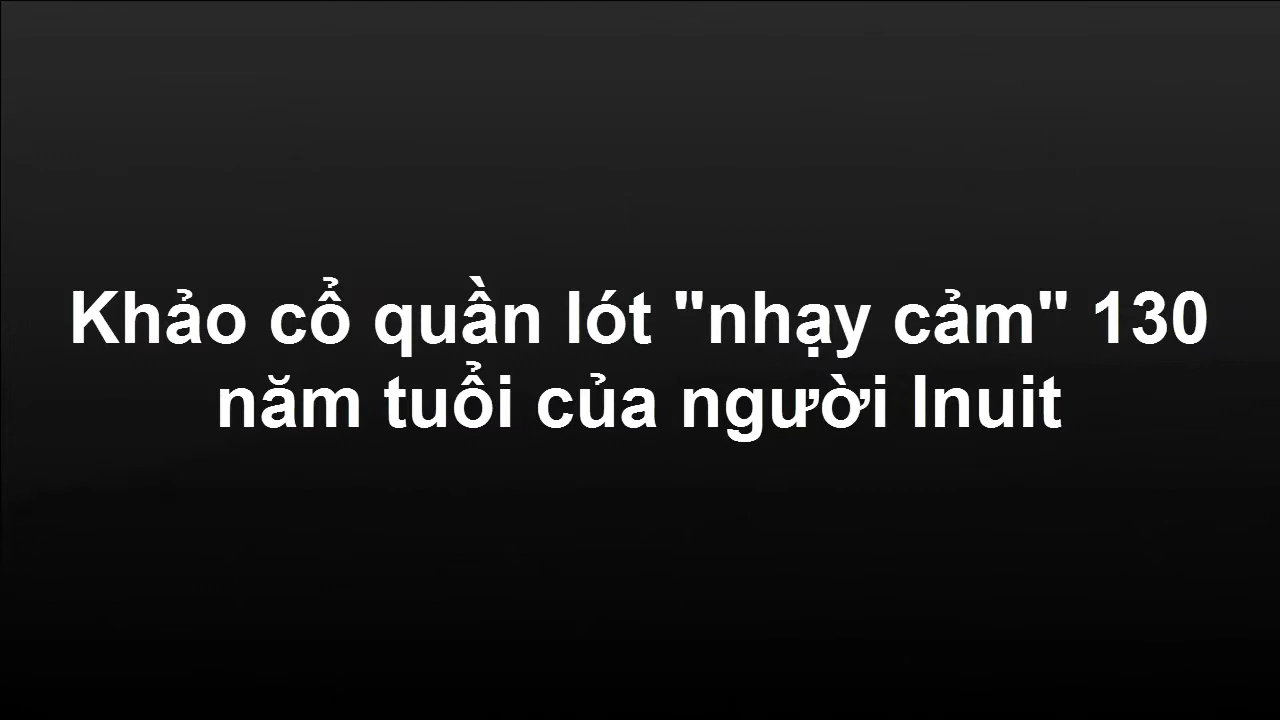 Khảo cổ quần lót "nhạy cảm" 130
năm tuổi của người Inuit